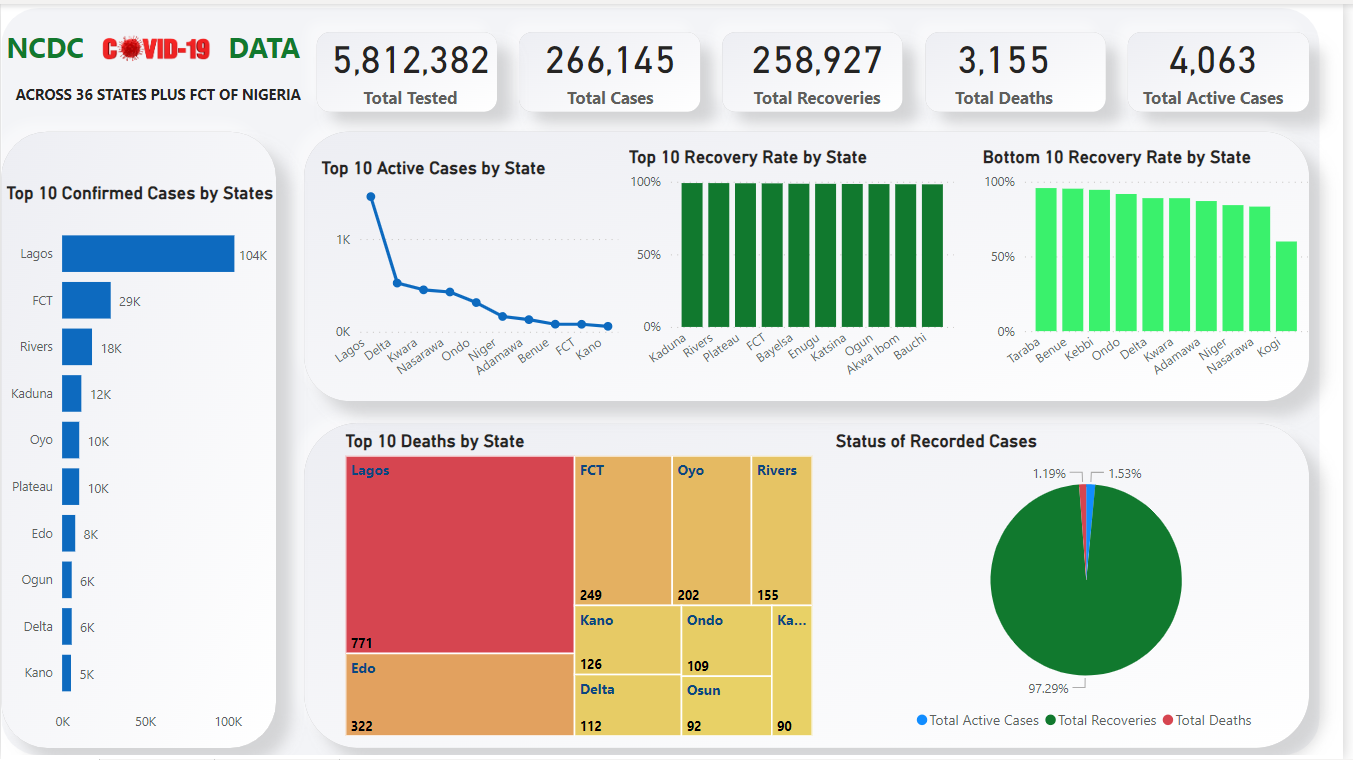 NCDC COVID-19 DATA
ACROSS 36 STATES PLUS FCT OF NIGERIA
5,812,382
Total Tested
266,145
Total Cases
258,927
Total Recoveries
3,155
Total Deaths
4,063
Total Active Cases
Top 10 Confirmed Cases by States
Lagos 104K
FCT 29K
Rivers 18K
Kaduna 12K
Oyo 10K
Plateau 10K
Edo 8K
Ogun 6K
Delta 6K
Kano 5K
0K 50K 100K
Top 10 Active Cases by State
1K
0K
Lagos Delta Kwara Nasarawa Ondo Niger Adamawa Benue FCT Kano
Top 10 Recovery Rate by State
100%
50%
0%
Kaduna Rivers Plateau FCT Bayelsa Enugu Katsina Ogun Akwa Ibom Bauchi
Bottom 10 Recovery Rate by State
100%
50%
0%
Taraba Benue Kebbi Ondo Delta Kwara Adamawa Niger Nasarawa Kogi
Top 10 Deaths by State
Lagos
771
Edo
322
FCT
249
Oyo
202
Rivers
155
Kano
126
Ondo
109
Ka...
90
Delta
112
Osun
92
Status of Recorded Cases
1.19% 1.53%
97.29%
Total Active Cases Total Recoveries Total Deaths